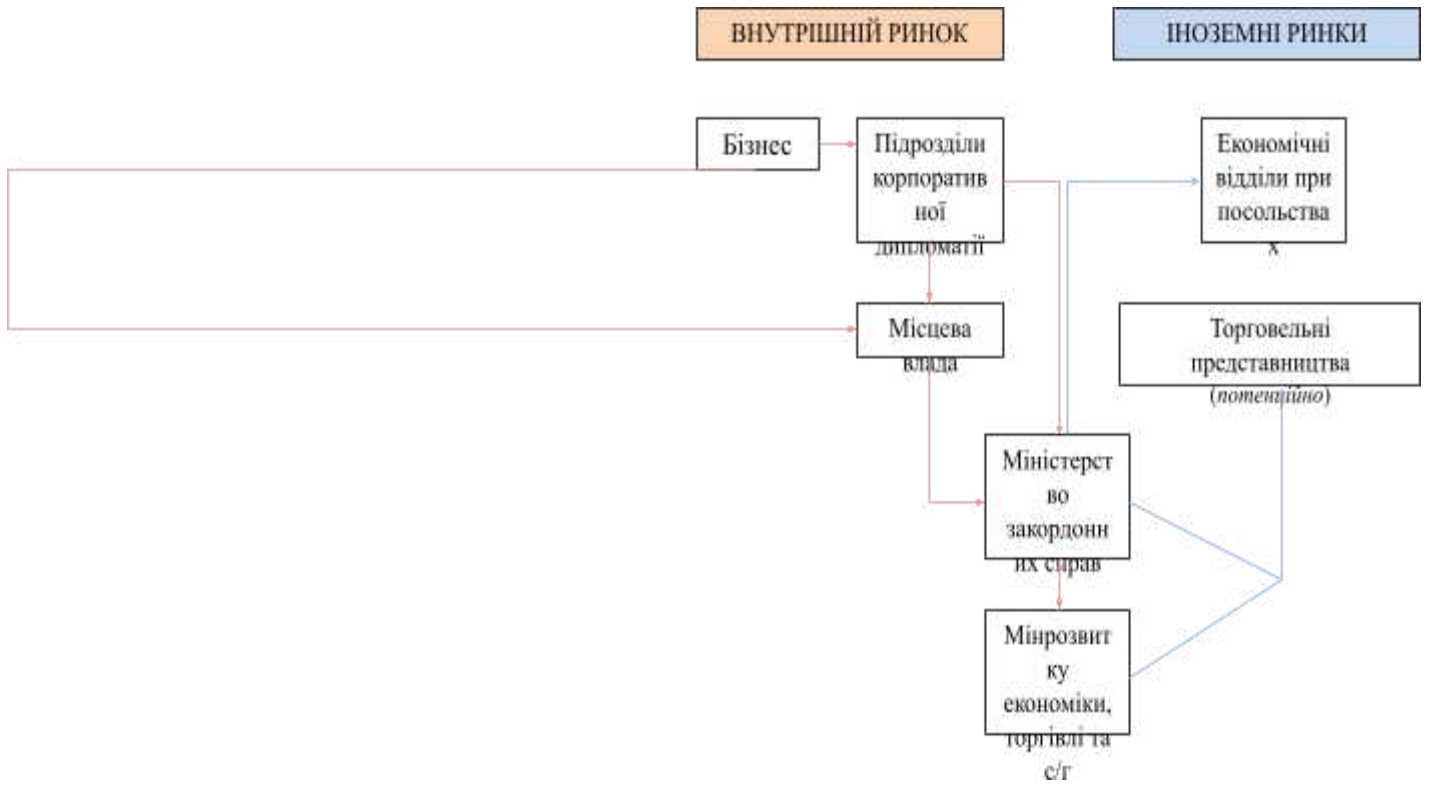 ВНУТРІШНІЙ РИНОК
ІНОЗЕМНІ РИНКИ
Бізнес
Підрозділи
корпоратив
ної
дипломатії
Економічні
відділи при
посольства
х
Місцева
влада
Торговельні
представництва
(потенційно)
Міністерст
во
закордонн
их справ
Мінрозвит
ку
економіки,
торгівлі та
с/г